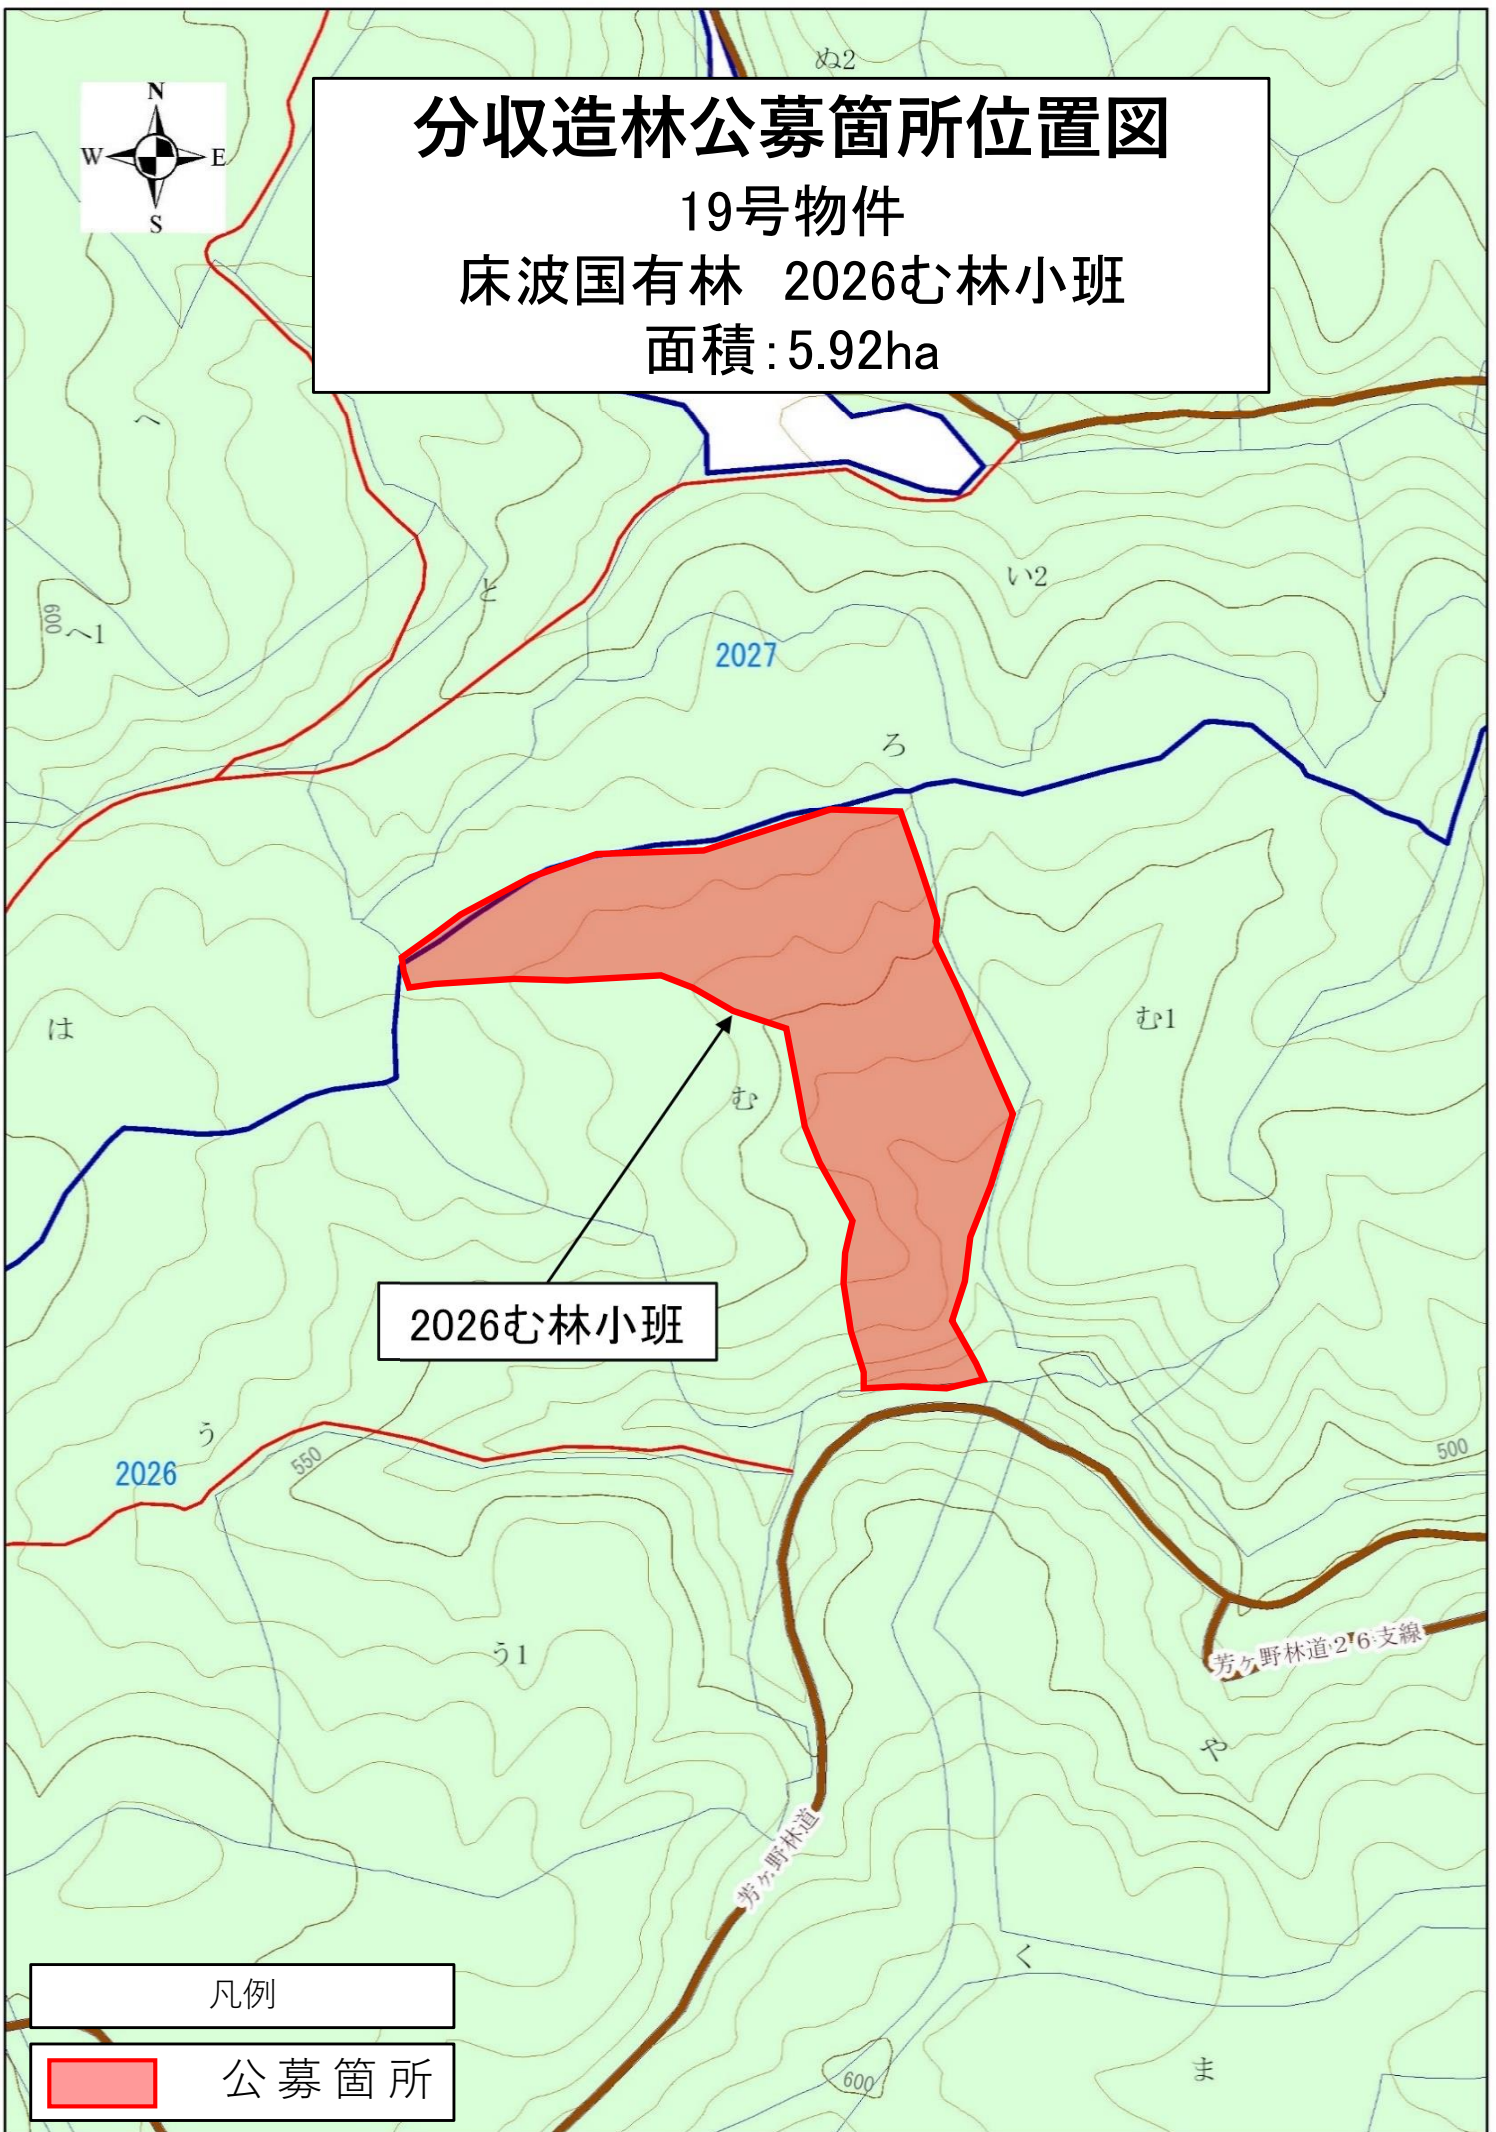 ぬ2
N
W E
S
分収造林公募箇所位置図
19号物件
床波国有林　2026む林小班
面積：5.92ha
へ
い2
と
600
へ1
2027
ろ
は
む1
む
2026む林小班
う
2026
550
500
う1
芳ヶ野林道26支線
や
芳ヶ野林道
く
凡例
公募箇所
600
ま